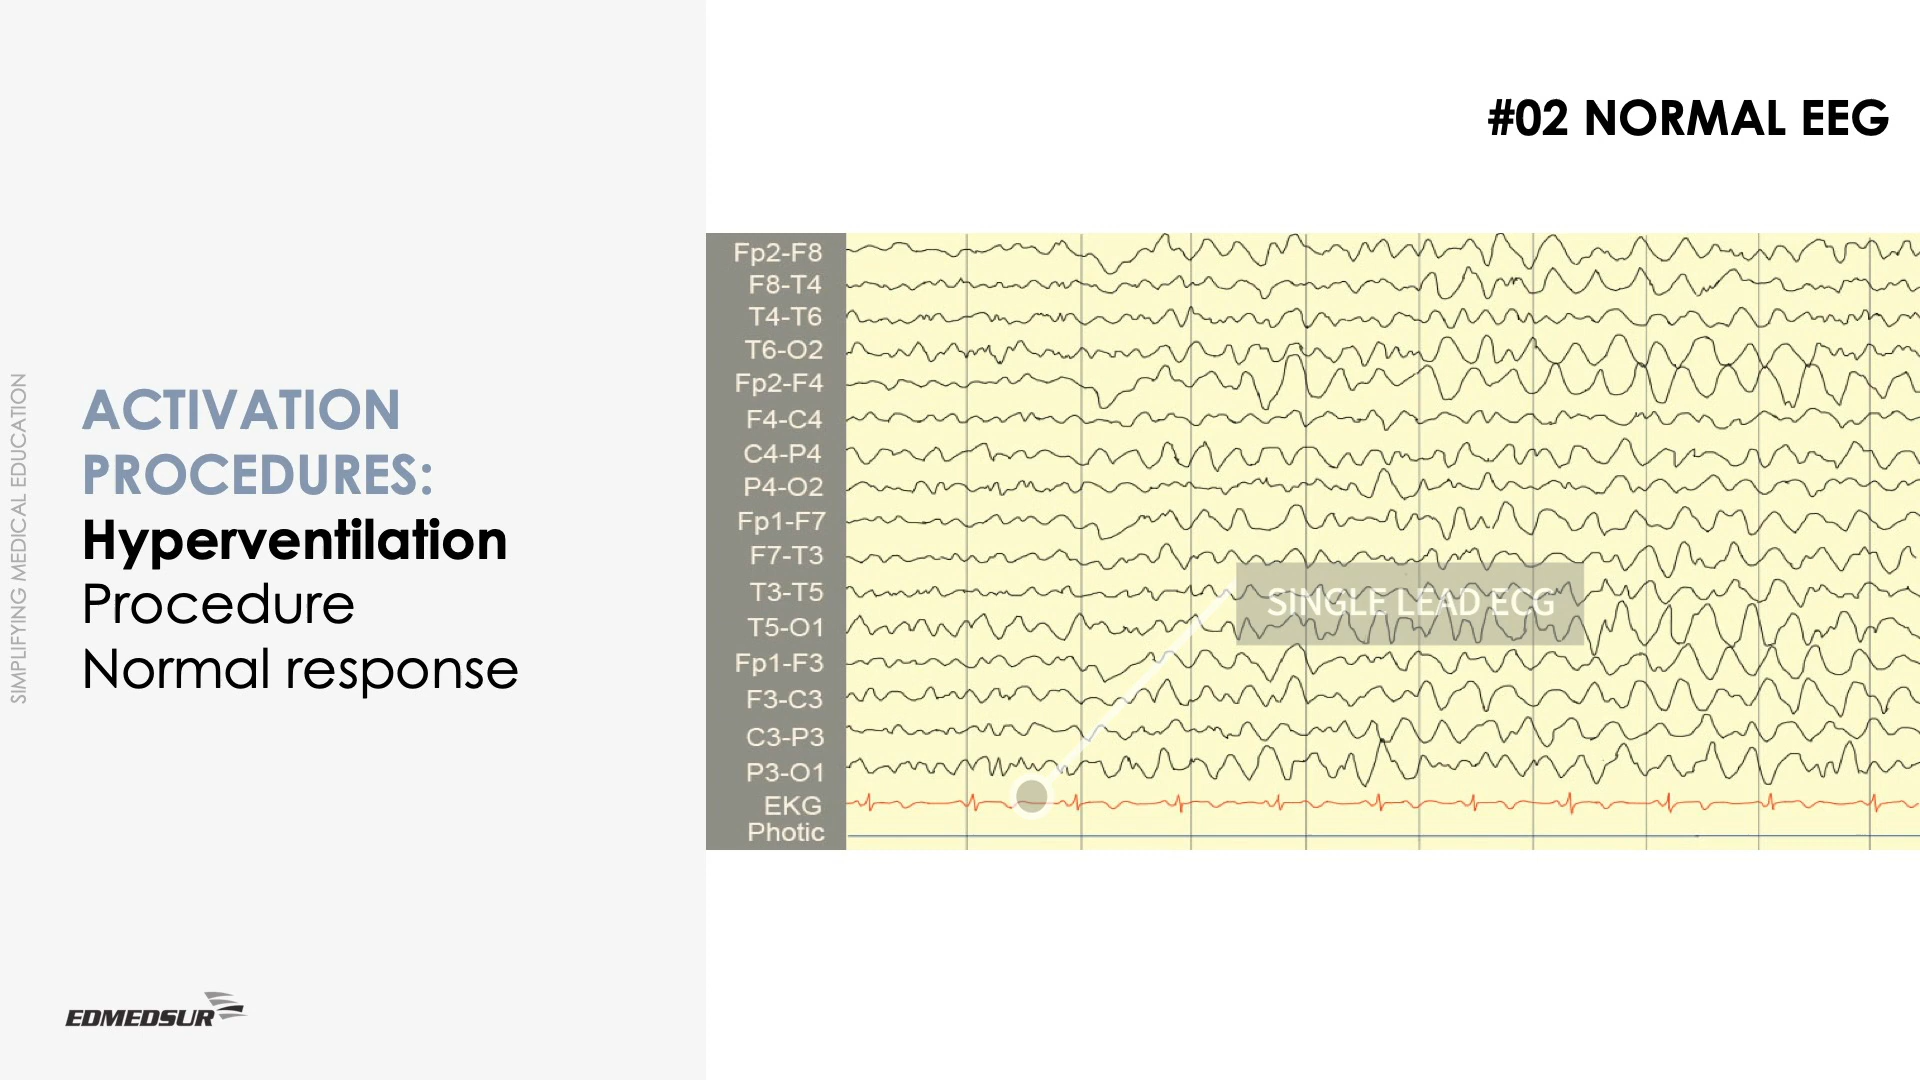 #02 NORMAL EEG
SIMPLIFYING MEDICAL EDUCATION
ACTIVATION
PROCEDURES:
Hyperventilation
Procedure
Normal response
EDMEDSUR
Fp2-F8
F8-T4
T4-T6
T6-O2
Fp2-F4
F4-C4
C4-P4
P4-O2
Fp1-F7
F7-T3
T3-T5
T5-O1
Fp1-F3
F3-C3
C3-P3
P3-O1
EKG
Photic
SINGLE LEAD ECG